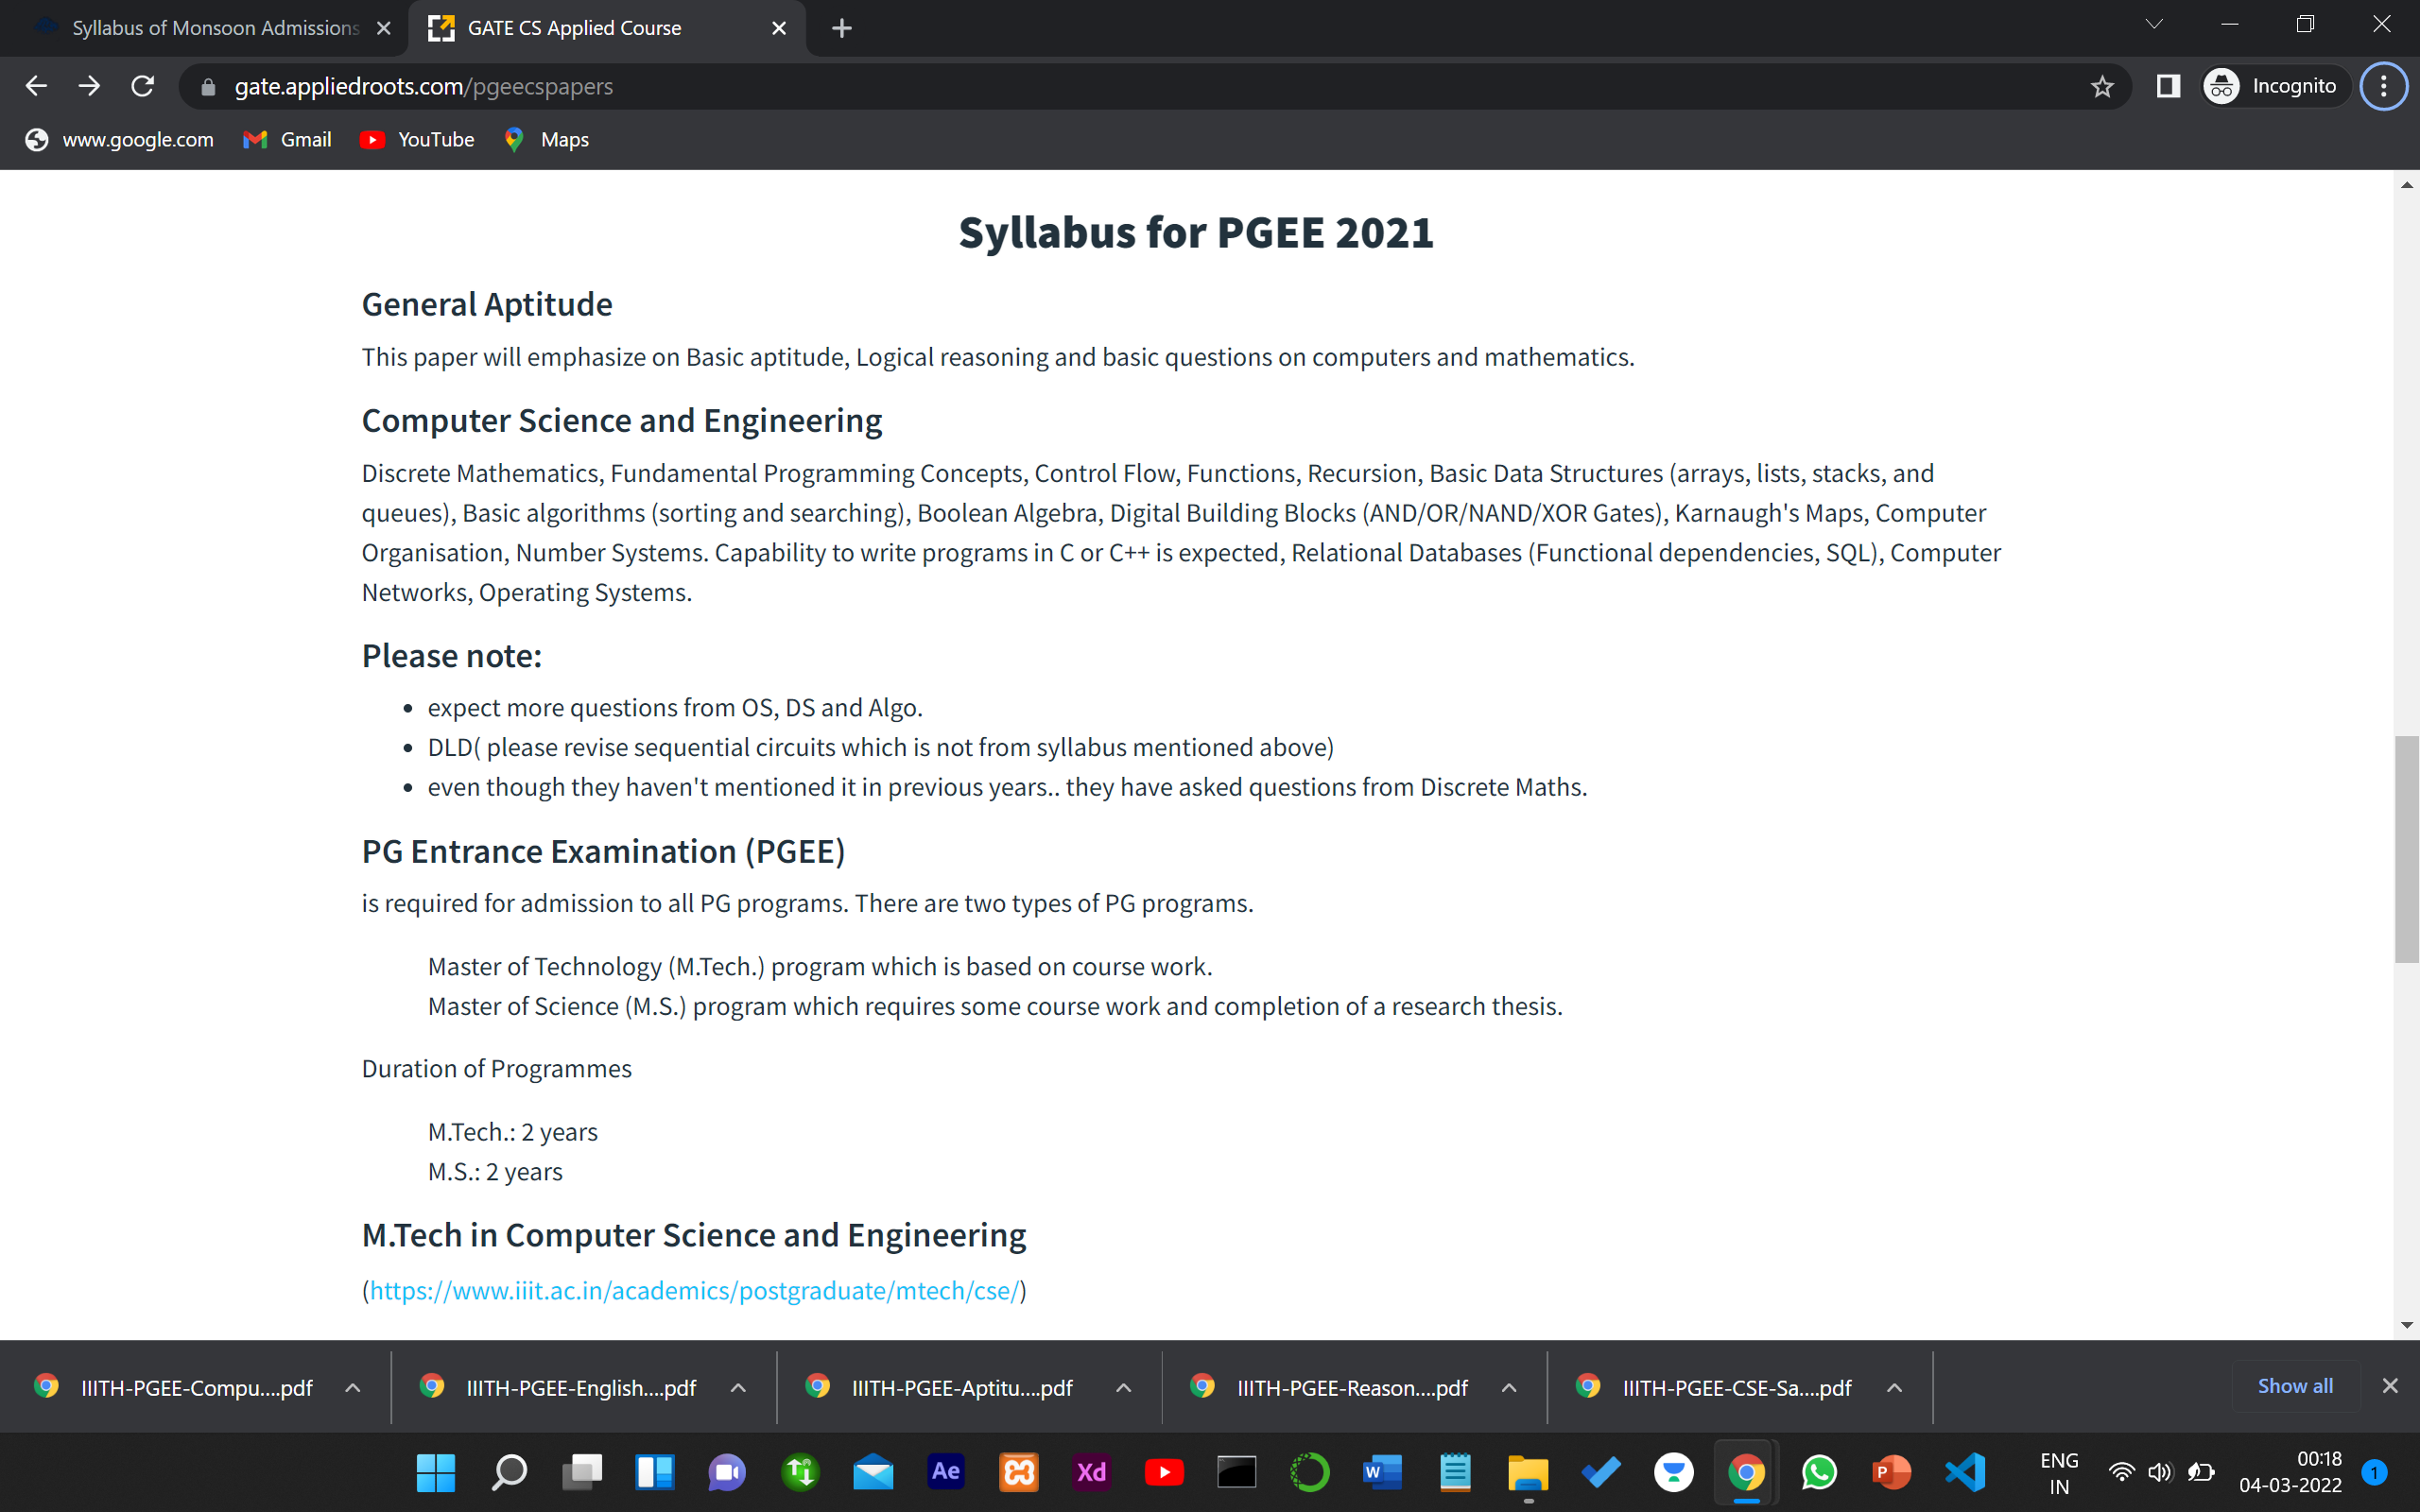 Syllabus of Monsoon Admissions
GATE CS Applied Course
gate.appliedroots.com/pgeecspapers
Incognito
www.google.com
Gmail
YouTube
Maps
Syllabus for PGEE 2021
General Aptitude
This paper will emphasize on Basic aptitude, Logical reasoning and basic questions on computers and mathematics.
Computer Science and Engineering
Discrete Mathematics, Fundamental Programming Concepts, Control Flow, Functions, Recursion, Basic Data Structures (arrays, lists, stacks, and
queues), Basic algorithms (sorting and searching), Boolean Algebra, Digital Building Blocks (AND/OR/NAND/XOR Gates), Karnaugh's Maps, Computer
Organisation, Number Systems. Capability to write programs in C or C++ is expected, Relational Databases (Functional dependencies, SQL), Computer
Networks, Operating Systems.
Please note:
• expect more questions from OS, DS and Algo.
• DLD( please revise sequential circuits which is not from syllabus mentioned above)
• even though they haven't mentioned it in previous years.. they have asked questions from Discrete Maths.
PG Entrance Examination (PGEE)
is required for admission to all PG programs. There are two types of PG programs.
Master of Technology (M.Tech.) program which is based on course work.
Master of Science (M.S.) program which requires some course work and completion of a research thesis.
Duration of Programmes
M.Tech.: 2 years
M.S.: 2 years
M.Tech in Computer Science and Engineering
(https://www.iiit.ac.in/academics/postgraduate/mtech/cse/)
IIITH-PGEE-Compu....pdf
IIITH-PGEE-English....pdf
IIITH-PGEE-Aptitu....pdf
IIITH-PGEE-Reason....pdf
IIITH-PGEE-CSE-Sa....pdf
Show all
Ae
Xd
W
P
ENG
IN
00:18
04-03-2022
1